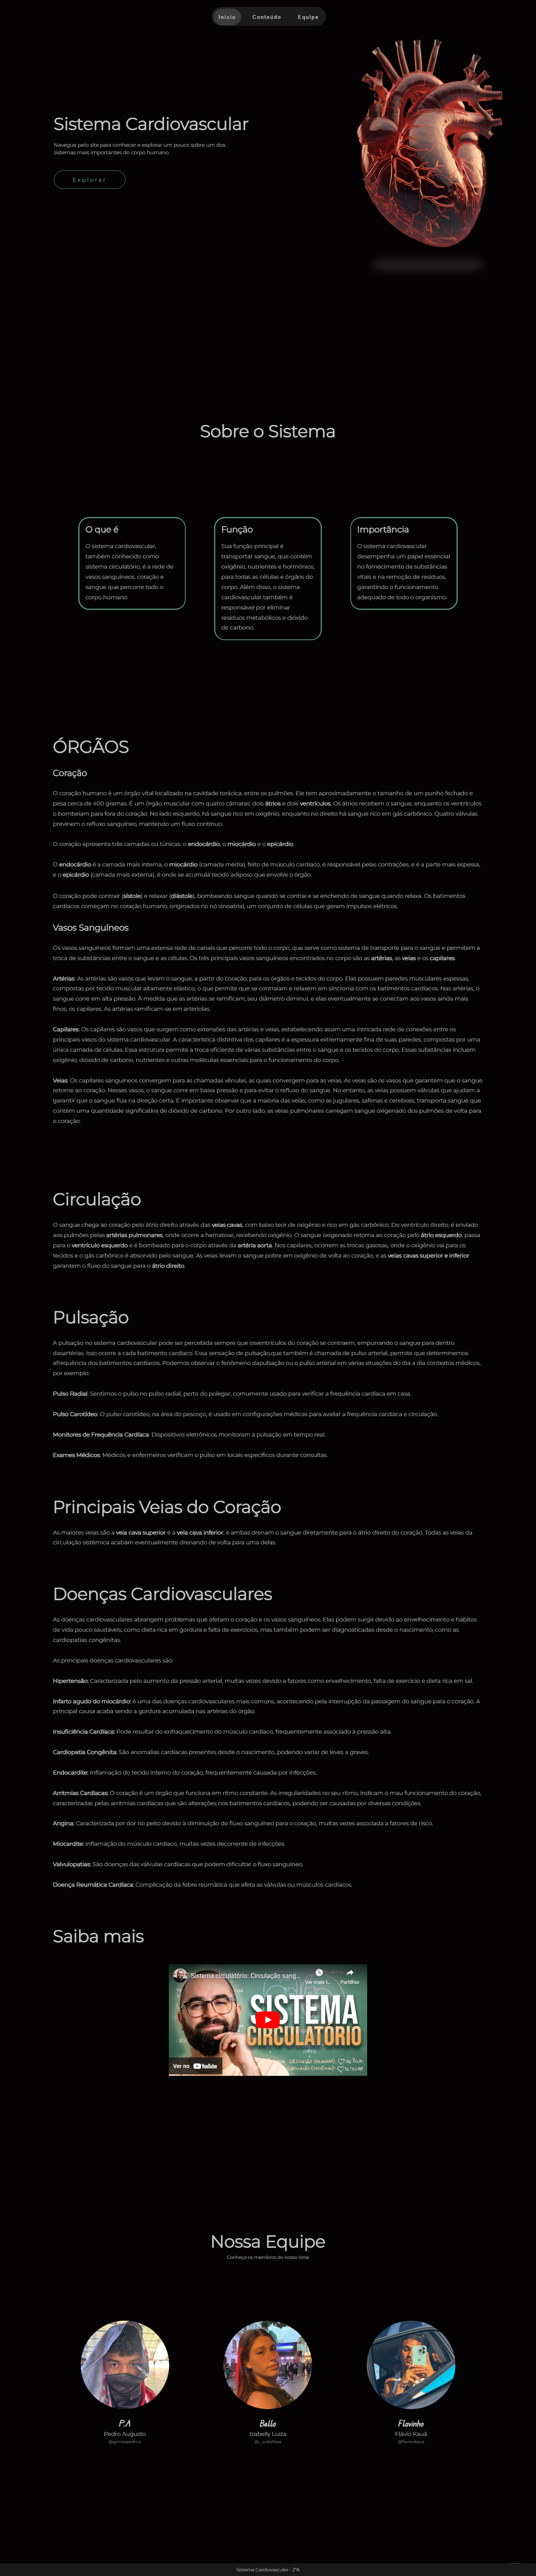 Início Conteúdo Equipe
Sistema Cardiovascular
Navegue pelo site para conhecer e explorar um pouco sobre um dos
sistemas mais importantes do corpo humano.
Explorar
Sobre o Sistema
O que é
O sistema cardiovascular,
também conhecido como
sistema circulatório, é a rede de
vasos sanguíneos, coração e
sangue que percorre todo o
corpo humano.
Função
Sua função principal é
transportar sangue, que contém
oxigênio, nutrientes e hormônios,
para todas as células e órgãos do
corpo. Além disso, o sistema
cardiovascular também é
responsável por eliminar
resíduos metabólicos e dióxido
de carbono.
Importância
O sistema cardiovascular
desempenha um papel essencial
no fornecimento de substâncias
vitais e na remoção de resíduos,
garantindo o funcionamento
adequado de todo o organismo.
ÓRGÃOS
Coração
O coração humano é um órgão vital localizado na cavidade torácica, entre os pulmões. Ele tem aproximadamente o tamanho de um punho fechado e
pesa cerca de 400 gramas. É um órgão muscular com quatro câmaras: dois átrios e dois ventrículos. Os átrios recebem o sangue, enquanto os ventrículos
o bombeiam para fora do coração. No lado esquerdo, há sangue rico em oxigênio, enquanto no direito há sangue rico em gás carbônico. Quatro válvulas
previnem o refluxo sanguíneo, mantendo um fluxo contínuo.
O coração apresenta três camadas ou túnicas: o endocárdio, o miocárdio e o epicárdio.
O endocárdio é a camada mais interna, o miocárdio (camada média), feito de músculo cardíaco, é responsável pelas contrações, e é a parte mais espessa,
e o epicárdio (camada mais externa), é onde se acumula tecido adiposo que envolve o órgão.
O coração pode contrair (sístole) e relaxar (diástole), bombeando sangue quando se contrai e se enchendo de sangue quando relaxa. Os batimentos
cardíacos começam no coração humano, originados no nó sinoatrial, um conjunto de células que geram impulsos elétricos.
Vasos Sanguíneos
Os vasos sanguíneos formam uma extensa rede de canais que percorre todo o corpo, que serve como sistema de transporte para o sangue e permitem a
troca de substâncias entre o sangue e as células. Os três principais vasos sanguíneos encontrados no corpo são as artérias, as veias e os capilares.
Artérias: As artérias são vasos que levam o sangue, a partir do coração, para os órgãos e tecidos do corpo. Elas possuem paredes musculares espessas,
compostas por tecido muscular altamente elástico, o que permite que se contraiam e relaxem em sincronia com os batimentos cardíacos. Nas artérias, o
sangue corre em alta pressão. À medida que as artérias se ramificam, seu diâmetro diminui, e elas eventualmente se conectam aos vasos ainda mais
finos, os capilares. As artérias ramificam-se em arteríolas.
Capilares: Os capilares são vasos que surgem como extensões das artérias e veias, estabelecendo assim uma intricada rede de conexões entre os
principais vasos do sistema cardiovascular. A característica distintiva dos capilares é a espessura extremamente fina de suas paredes, compostas por uma
única camada de células. Essa estrutura permite a troca eficiente de várias substâncias entre o sangue e os tecidos do corpo. Essas substâncias incluem
oxigênio, dióxido de carbono, nutrientes e outras moléculas essenciais para o funcionamento do corpo.
Veias: Os capilares sanguíneos convergem para as chamadas vênulas, as quais convergem para as veias. As veias são os vasos que garantem que o sangue
retorne ao coração. Nesses vasos, o sangue corre em baixa pressão e para evitar o refluxo do sangue. No entanto, as veias possuem válvulas que ajudam a
garantir que o sangue flua na direção certa. É importante observar que a maioria das veias, como as jugulares, safenas e cerebrais, transporta sangue que
contém uma quantidade significativa de dióxido de carbono. Por outro lado, as veias pulmonares carregam sangue oxigenado dos pulmões de volta para
o coração.
Circulação
O sangue chega ao coração pelo átrio direito através das veias cavas, com baixo teor de oxigênio e rico em gás carbônico. Do ventrículo direito, é enviado
aos pulmões pelas artérias pulmonares, onde ocorre a hematose, recebendo oxigênio. O sangue oxigenado retorna ao coração pelo átrio esquerdo, passa
para o ventrículo esquerdo e é bombeado para o corpo através da artéria aorta. Nos capilares, ocorrem as trocas gasosas, onde o oxigênio vai para os
tecidos e o gás carbônico é absorvido pelo sangue. As veias levam o sangue pobre em oxigênio de volta ao coração, e as veias cavas superior e inferior
garantem o fluxo do sangue para o átrio direito.
Pulsação
A pulsação no sistema cardiovascular pode ser percebida sempre que osventrículos do coração se contraem, empurrando o sangue para dentro
dasartérias. Isso ocorre a cada batimento cardíaco. Essa sensação de pulsação,que também é chamada de pulso arterial, permite que determinemos
afrequência dos batimentos cardíacos. Podemos observar o fenômeno dapulsação ou o pulso arterial em várias situações do dia a dia contextos médicos,
por exemplo:
Pulso Radial: Sentimos o pulso no pulso radial, perto do polegar, comumente usado para verificar a frequência cardíaca em casa.
Pulso Carotídeo: O pulso carotídeo, na área do pescoço, é usado em configurações médicas para avaliar a frequência cardíaca e circulação.
Monitores de Frequência Cardíaca: Dispositivos eletrônicos monitoram a pulsação em tempo real.
Exames Médicos: Médicos e enfermeiros verificam o pulso em locais específicos durante consultas.
Principais Veias do Coração
As maiores veias são a veia cava superior e a veia cava inferior, e ambas drenam o sangue diretamente para o átrio direito do coração. Todas as veias da
circulação sistêmica acabam eventualmente drenando de volta para uma delas.
Doenças Cardiovasculares
As doenças cardiovasculares abrangem problemas que afetam o coração e os vasos sanguíneos. Elas podem surgir devido ao envelhecimento e hábitos
de vida pouco saudáveis, como dieta rica em gordura e falta de exercícios, mas também podem ser diagnosticadas desde o nascimento, como as
cardiopatias congênitas.
As principais doenças cardiovasculares são:
Hipertensão: Caracterizada pelo aumento da pressão arterial, muitas vezes devido a fatores como envelhecimento, falta de exercício e dieta rica em sal.
Infarto agudo do miocárdio: é uma das doenças cardiovasculares mais comuns, acontecendo pela interrupção da passagem do sangue para o coração. A
principal causa acaba sendo a gordura acumulada nas artérias do órgão.
Insuficiência Cardíaca: Pode resultar do enfraquecimento do músculo cardíaco, frequentemente associado à pressão alta.
Cardiopatia Congênita: São anomalias cardíacas presentes desde o nascimento, podendo variar de leves a graves.
Endocardite: Inflamação do tecido interno do coração, frequentemente causada por infecções.
Arritmias Cardíacas: O coração é um órgão que funciona em ritmo constante. As irregularidades no seu ritmo, indicam o mau funcionamento do coração,
caracterizadas pelas arritmias cardíacas que são alterações nos batimentos cardíacos, podendo ser causadas por diversas condições.
Angina: Caracterizada por dor no peito devido à diminuição do fluxo sanguíneo para o coração, muitas vezes associada a fatores de risco.
Miocardite: Inflamação do músculo cardíaco, muitas vezes decorrente de infecções.
Valvulopatias: São doenças das válvulas cardíacas que podem dificultar o fluxo sanguíneo.
Doença Reumática Cardíaca: Complicação da febre reumática que afeta as válvulas ou músculos cardíacos.
Saiba mais
Sistema circulatório: Circulação sang...
Ver mais t... Partilhar
SISTEMA
CIRCULATÓRIO
Ver no YouTube
Nossa Equipe
Conheça os membros do nosso time
P.A
Pedro Augusto
Bella
Izabelly Luiza
Flavinho
Flávio Kauã
Sistema Cardiovascular - 2°A